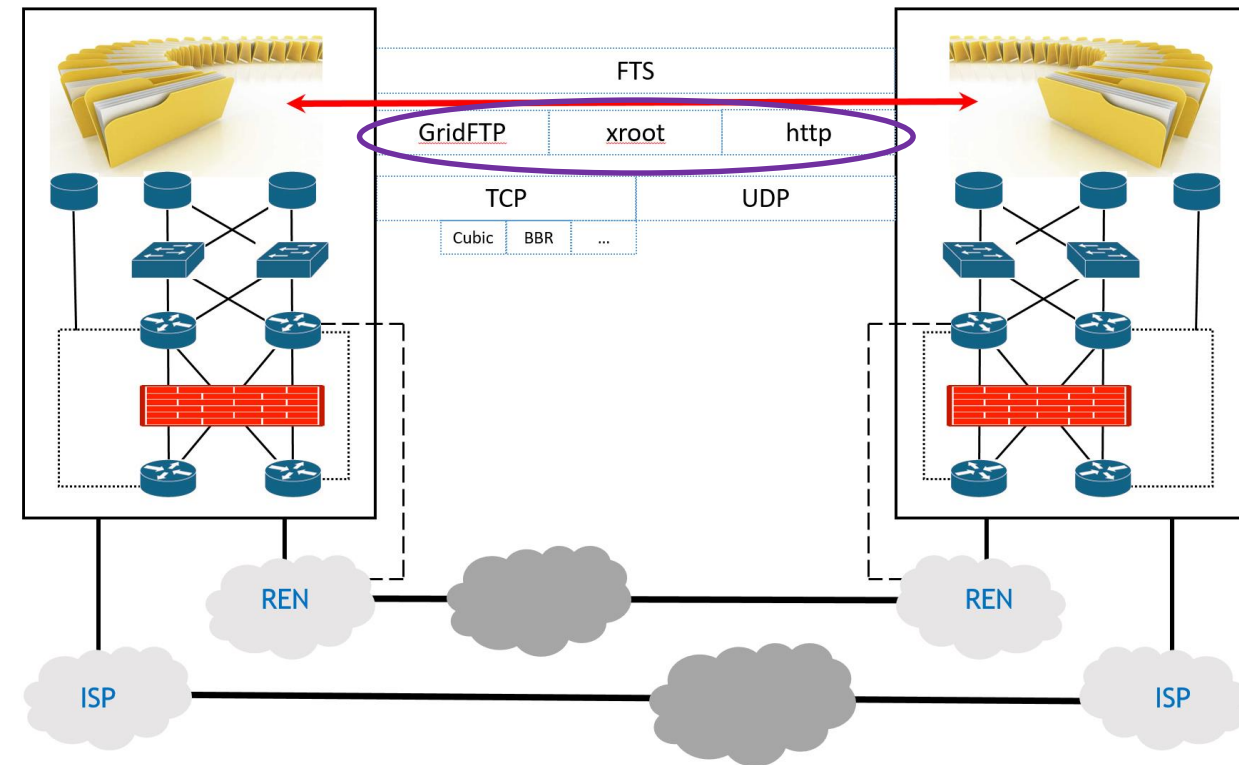 FTS
GridFTP xroot http
TCP UDP
Cubic BBR ...
REN REN
ISP ISP